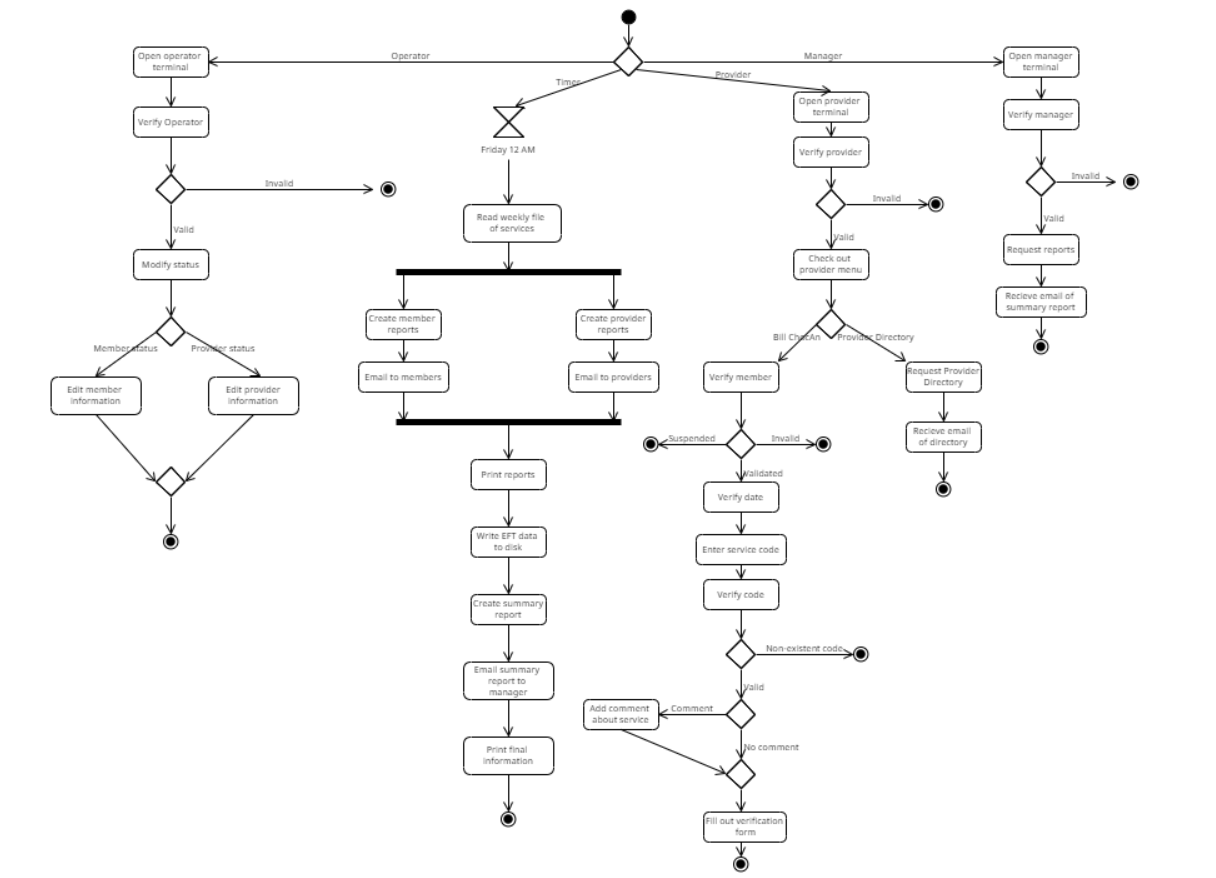 Operator
Manager
Timer
Provider
Open operator
terminal
Verify Operator
Invalid
Valid
Modify status
Member status
Provider status
Edit member
information
Edit provider
information
Friday 12 AM
Read weekly file
of services
Create member
reports
Create provider
reports
Email to members
Email to providers
Print reports
Write EFT data
to disk
Create summary
report
Email summary
report to
manager
Print final
information
Open provider
terminal
Verify provider
Invalid
Valid
Check out
provider menu
Bill ChocAn
Provider Directory
Verify member
Request Provider
Directory
Recieve email
of directory
Suspended
Invalid
Validated
Verify date
Enter service code
Verify code
Non-existent code
Valid
Comment
Add comment
about service
No comment
Fill out verification
form
Open manager
terminal
Verify manager
Invalid
Valid
Request reports
Recieve email of
summary report